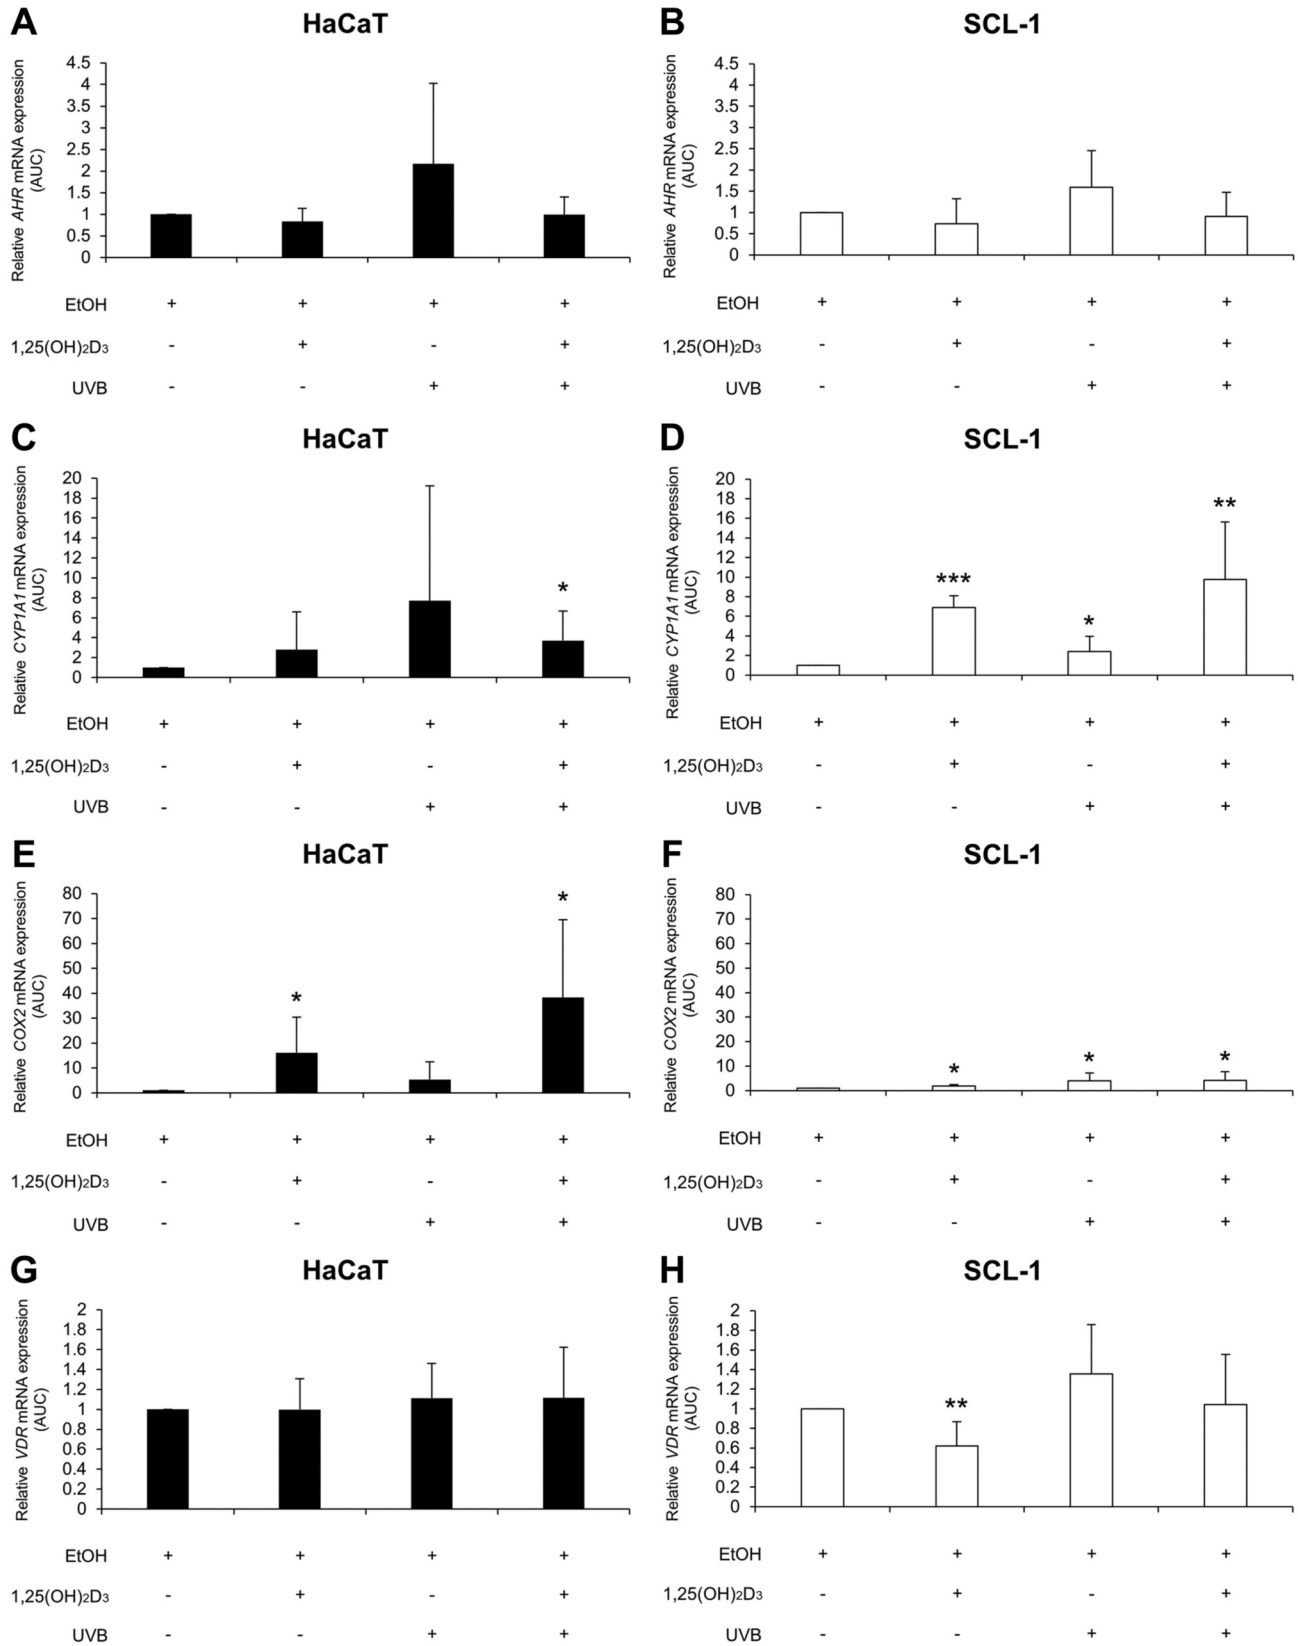 A HaCaT
Relative AHR mRNA expression
(AUC)
4.5
4
3.5
3
2.5
2
1.5
1
0.5
0
EtOH + + + +
1,25(OH)2D3 - + - +
UVB - - + +
B SCL-1
Relative AHR mRNA expression
(AUC)
4.5
4
3.5
3
2.5
2
1.5
1
0.5
0
EtOH + + + +
1,25(OH)2D3 - + - +
UVB - - + +
C HaCaT
Relative CYP1A1 mRNA expression
(AUC)
20
18
16
14
12
10
8
6
4
2
0
*
EtOH + + + +
1,25(OH)2D3 - + - +
UVB - - + +
D SCL-1
Relative CYP1A1 mRNA expression
(AUC)
20
18
16
14
12
10
8
6
4
2
0
*** * **
EtOH + + + +
1,25(OH)2D3 - + - +
UVB - - + +
E HaCaT
Relative COX2 mRNA expression
(AUC)
80
70
60
50
40
30
20
10
0
* *
EtOH + + + +
1,25(OH)2D3 - + - +
UVB - - + +
F SCL-1
Relative COX2 mRNA expression
(AUC)
80
70
60
50
40
30
20
10
0
* * *
EtOH + + + +
1,25(OH)2D3 - + - +
UVB - - + +
G HaCaT
Relative VDR mRNA expression
(AUC)
2
1.8
1.6
1.4
1.2
1
0.8
0.6
0.4
0.2
0
EtOH + + + +
1,25(OH)2D3 - + - +
UVB - - + +
H SCL-1
Relative VDR mRNA expression
(AUC)
2
1.8
1.6
1.4
1.2
1
0.8
0.6
0.4
0.2
0
**
EtOH + + + +
1,25(OH)2D3 - + - +
UVB - - + +